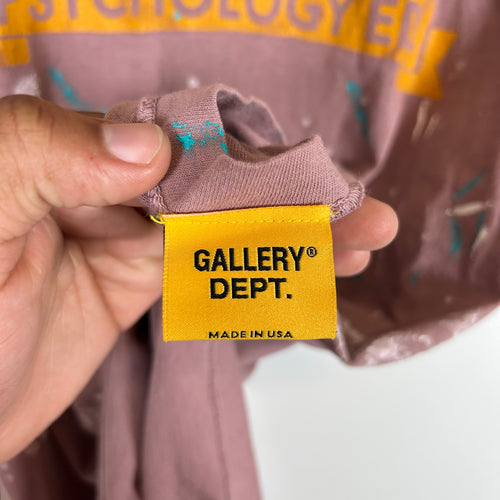 PSYCHOLOGY
GALLERY®
DEPT.
MADE IN USA